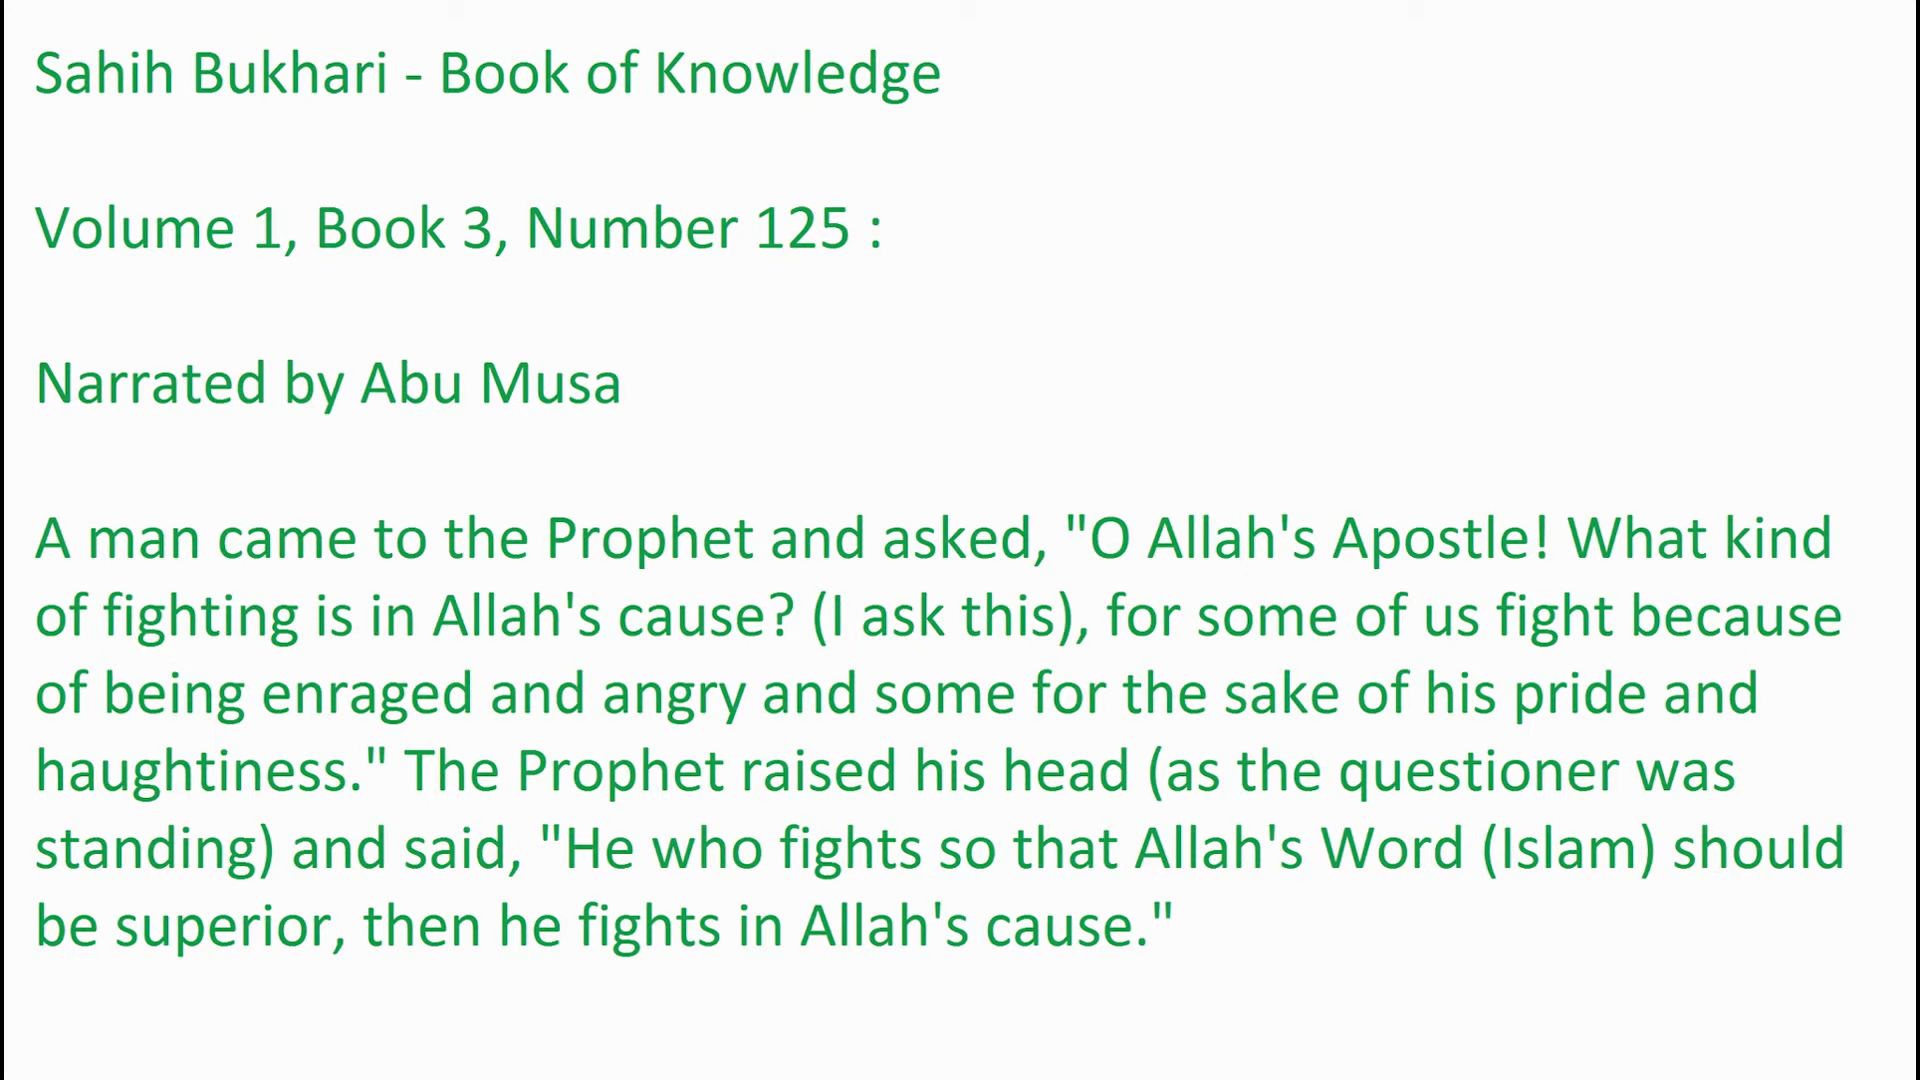 Sahih Bukhari - Book of Knowledge
Volume 1, Book 3, Number 125 :
Narrated by Abu Musa
A man came to the Prophet and asked, "O Allah's Apostle! What kind
of fighting is in Allah's cause? (I ask this), for some of us fight because
of being enraged and angry and some for the sake of his pride and
haughtiness." The Prophet raised his head (as the questioner was
standing) and said, "He who fights so that Allah's Word (Islam) should
be superior, then he fights in Allah's cause."